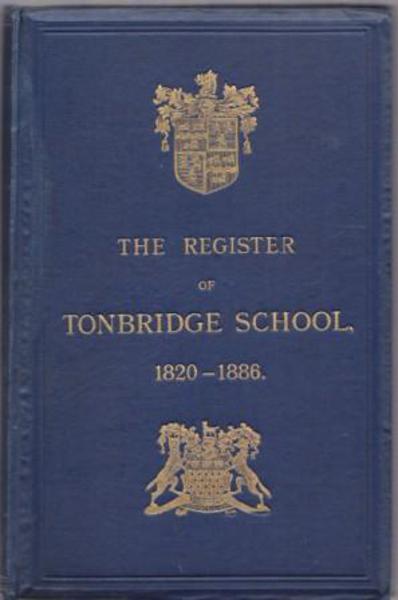 THE REGISTER
OF
TONBRIDGE SCHOOL,
1820–1886.